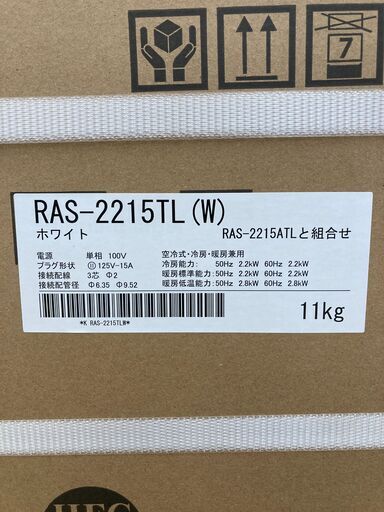 7
RAS-2215TL(W)
ホワイト RAS-2215ATLと組合せ
電源 単相 100V 空冷式・冷房・暖房兼用
プラグ形状 125V-15A 冷房能力: 50Hz 2.2kW 60Hz 2.2kW
接続配線 3芯 Φ2 暖房標準能力: 50Hz 2.2kW 60Hz 2.2kW
接続配管径 Φ6.35 Φ9.52 暖房低温能力: 50Hz 2.8kW 60Hz 2.8kW
*K RAS-2215TLW* 11kg